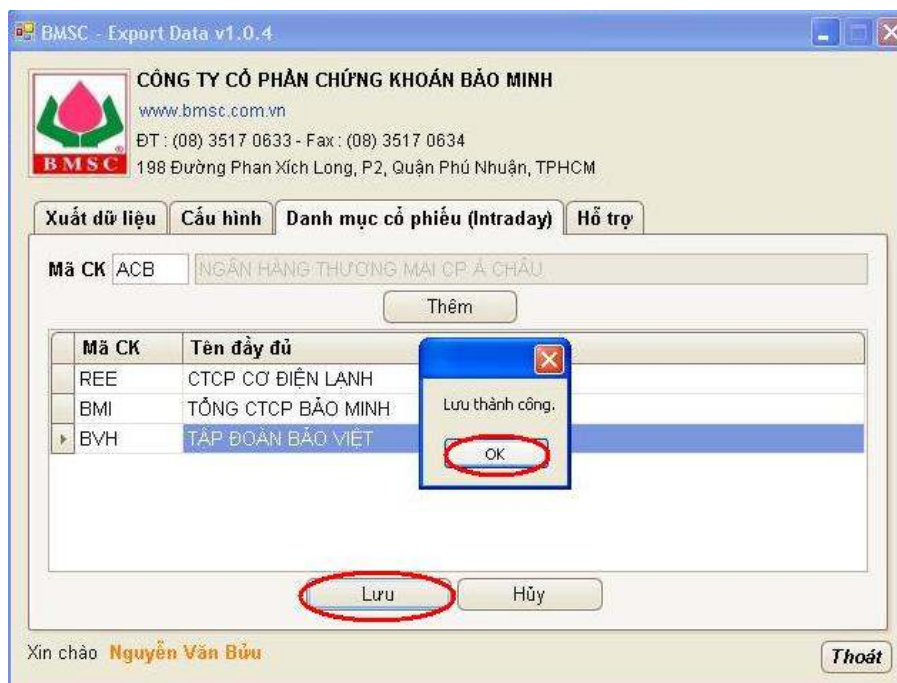 BMSC - Export Data v1.0.4
CÔNG TY CỔ PHẦN CHỨNG KHOÁN BẢO MINH
www.bmsc.com.vn
ĐT : (08) 3517 0633 - Fax : (08) 3517 0634
198 Đường Phan Xích Long, P2, Quận Phú Nhuận, TPHCM
BMSC
Xuất dữ liệu Cấu hình Danh mục cổ phiếu (Intraday) Hỗ trợ
Mã CK ACB NGÂN HÀNG THƯƠNG MAI CP Á CHÂU
Thêm
Mã CK Tên đầy đủ
REE CTCP CƠ ĐIỆN LẠNH
BMI TỔNG CTCP BẢO MINH
BVH TẬP ĐOÀN BẢO VIỆT
Lưu thành công.
OK
Lưu Hủy
Xin chào Nguyễn Văn Bửu
Thoát